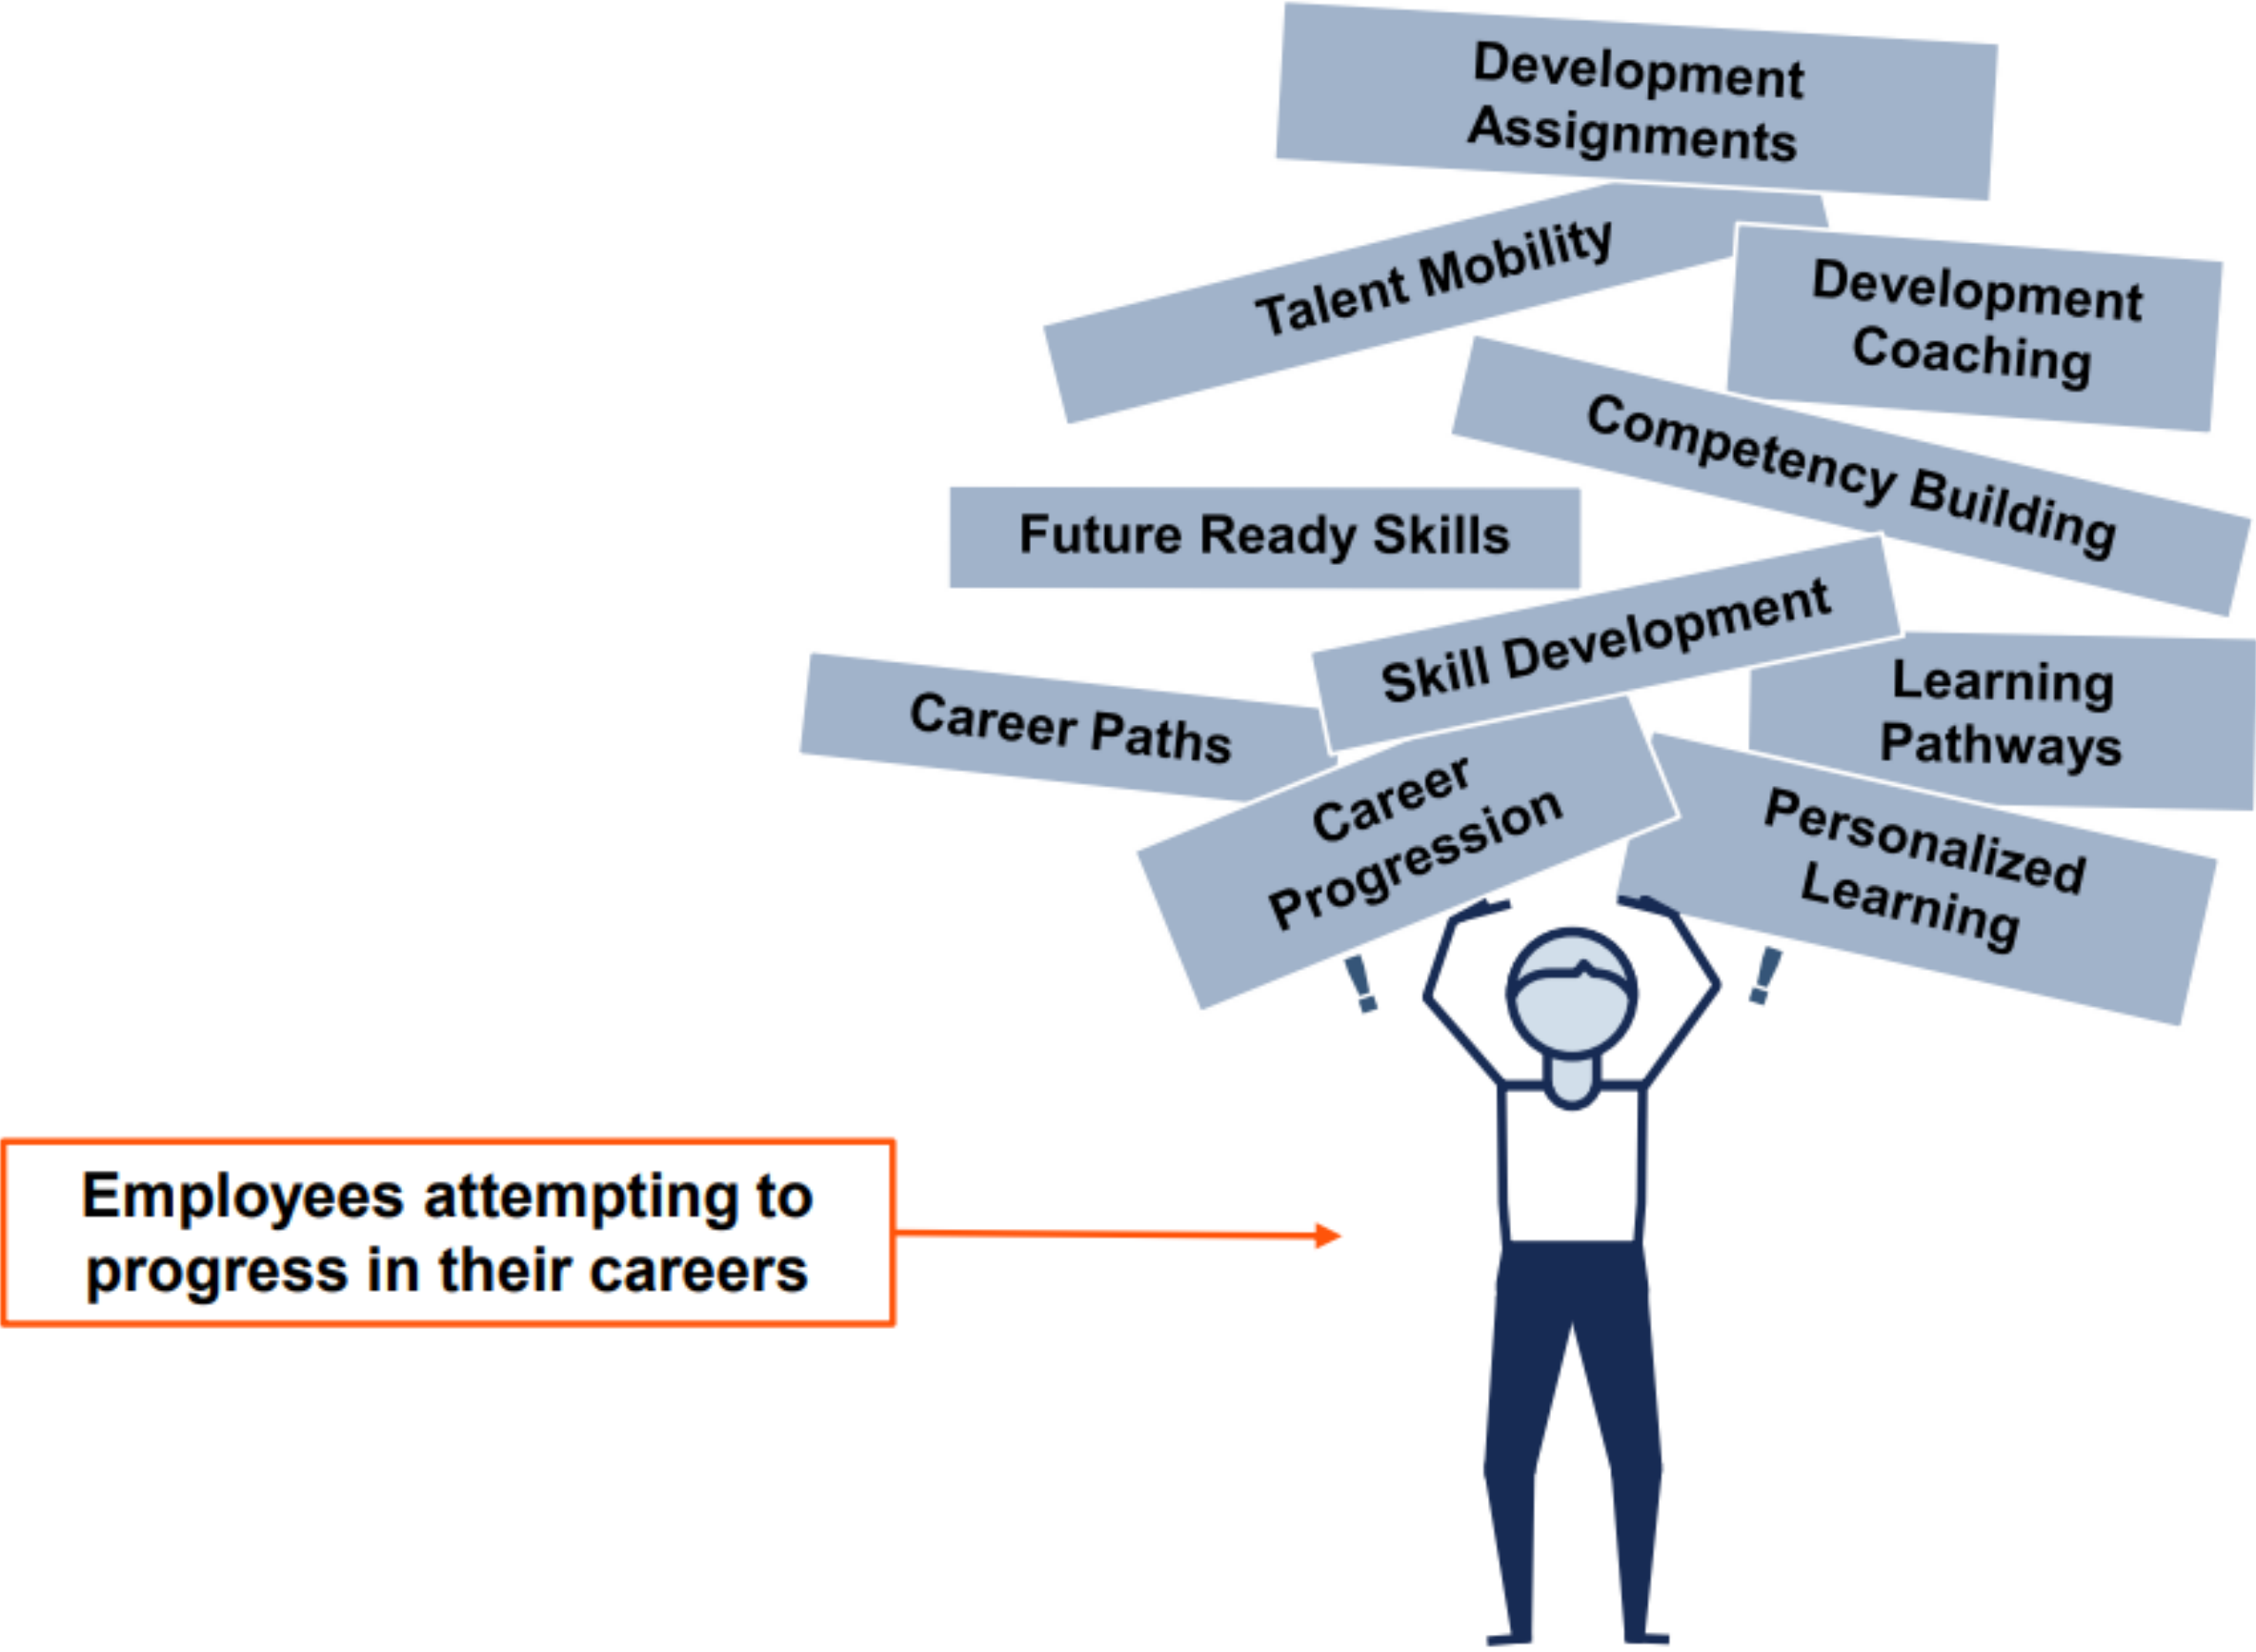 Development
Assignments
Talent Mobility
Development
Coaching
Competency Building
Future Ready Skills
Skill Development
Career Paths
Learning
Pathways
Career
Progression
Personalized
Learning
!
!
Employees attempting to
progress in their careers